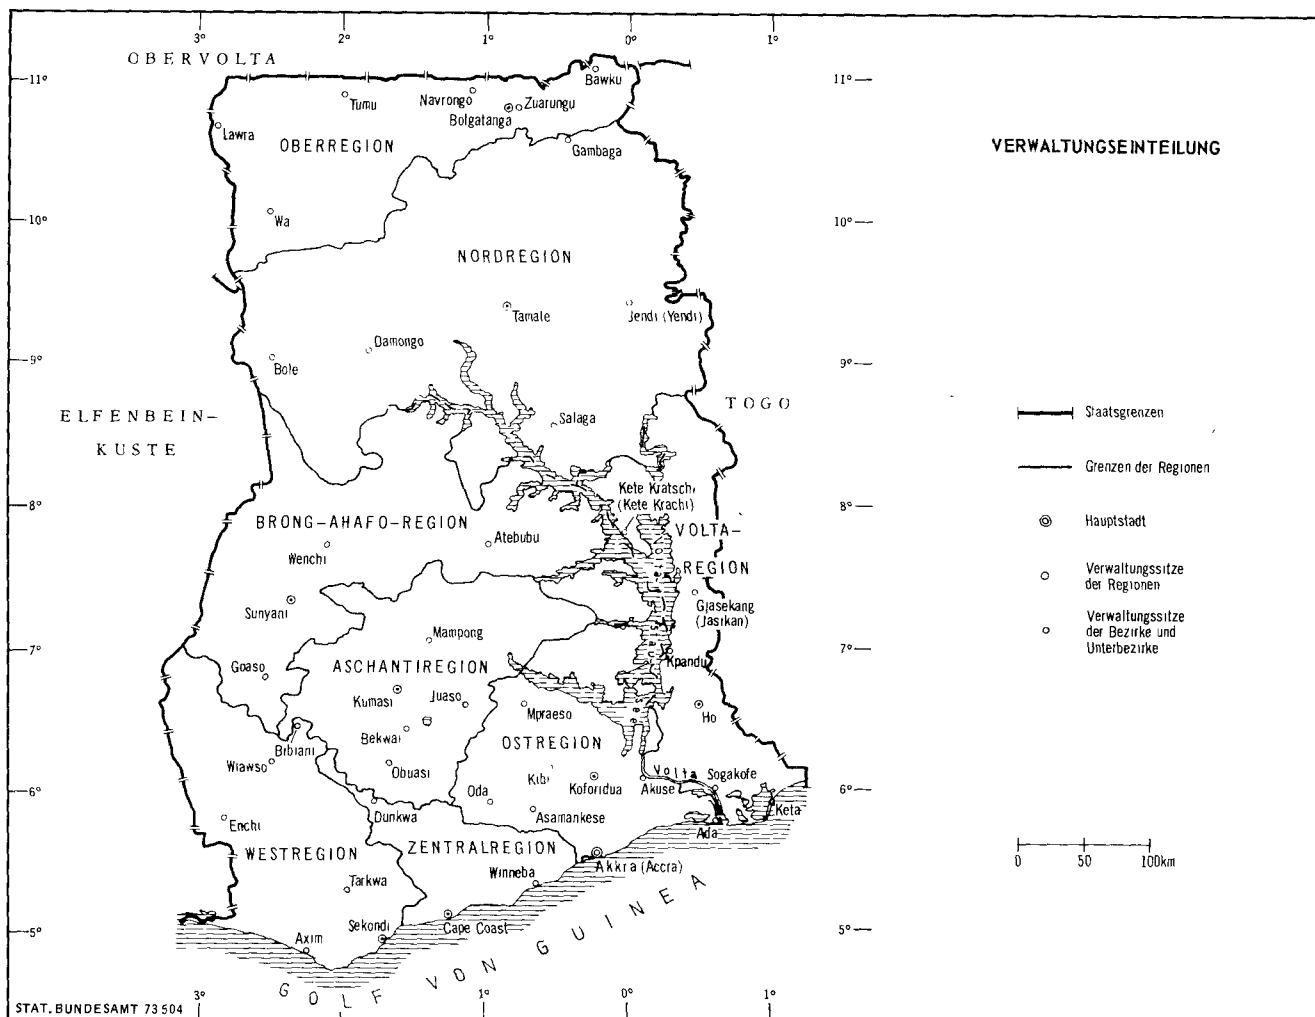 3° 2° 1° 0° 1°
OBERVOLTA
11° 11°
Bawku
Tumu
Navrongo
Zuarungu
Bolgatanga
Lawra
OBERREGION
Gambaga
VERWALTUNGSEINTEILUNG
Wa
10° 10°
NORDREGION
Tamale
Jendi (Yendi)
Damongo
Bole
9° 9°
TOGO
ELFENBEIN-
KUSTE
Salaga
Staatsgrenzen
Grenzen der Regionen
Kete Kratschi
(Kete Krachi)
8° 8°
Hauptstadt
BRONG-AHAFO-REGION
VOLTA-
REGION
Atebubu
Wenchi
Verwaltungssitze
der Regionen
Gjasekang
(Jasikan)
Sunyani
Verwaltungssitze
der Bezirke und
Unterbezirke
Mampong
7° 7°
Goaso
ASCHANTIREGION
Kpandu
Kumasi
Juaso
Mpraeso
Ho
Bekwai
OSTREGION
Bibiani
Wiawso
Obuasi
Kibi
Koforidua
Volta
Akuse
Sogakofe
6° 6°
Oda
Dunkwa
Asamankese
Ada
Keta
Enchi
WESTREGION
ZENTRALREGION
Akkra (Accra)
Winneba
Tarkwa
0 50 100km
Sekondi
Cape Coast
5° 5°
Axim
GOLF VON GUINEA
3° 2° 1° 0° 1°
STAT. BUNDESAMT 73 504